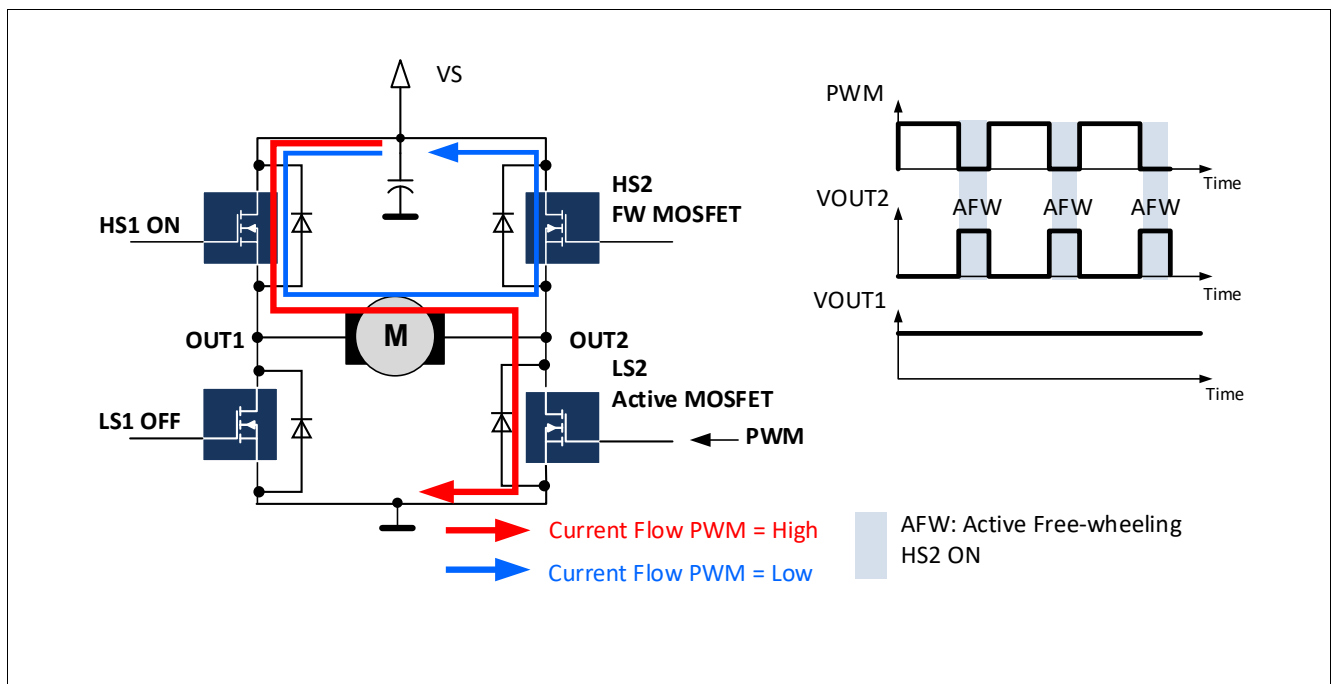 VS
HS1 ON
HS2
FW MOSFET
OUT1
M
OUT2
LS1 OFF
LS2
Active MOSFET
PWM
Current Flow PWM = High
Current Flow PWM = Low
PWM
Time
VOUT2
AFW
AFW
AFW
Time
VOUT1
Time
AFW: Active Free-wheeling
HS2 ON